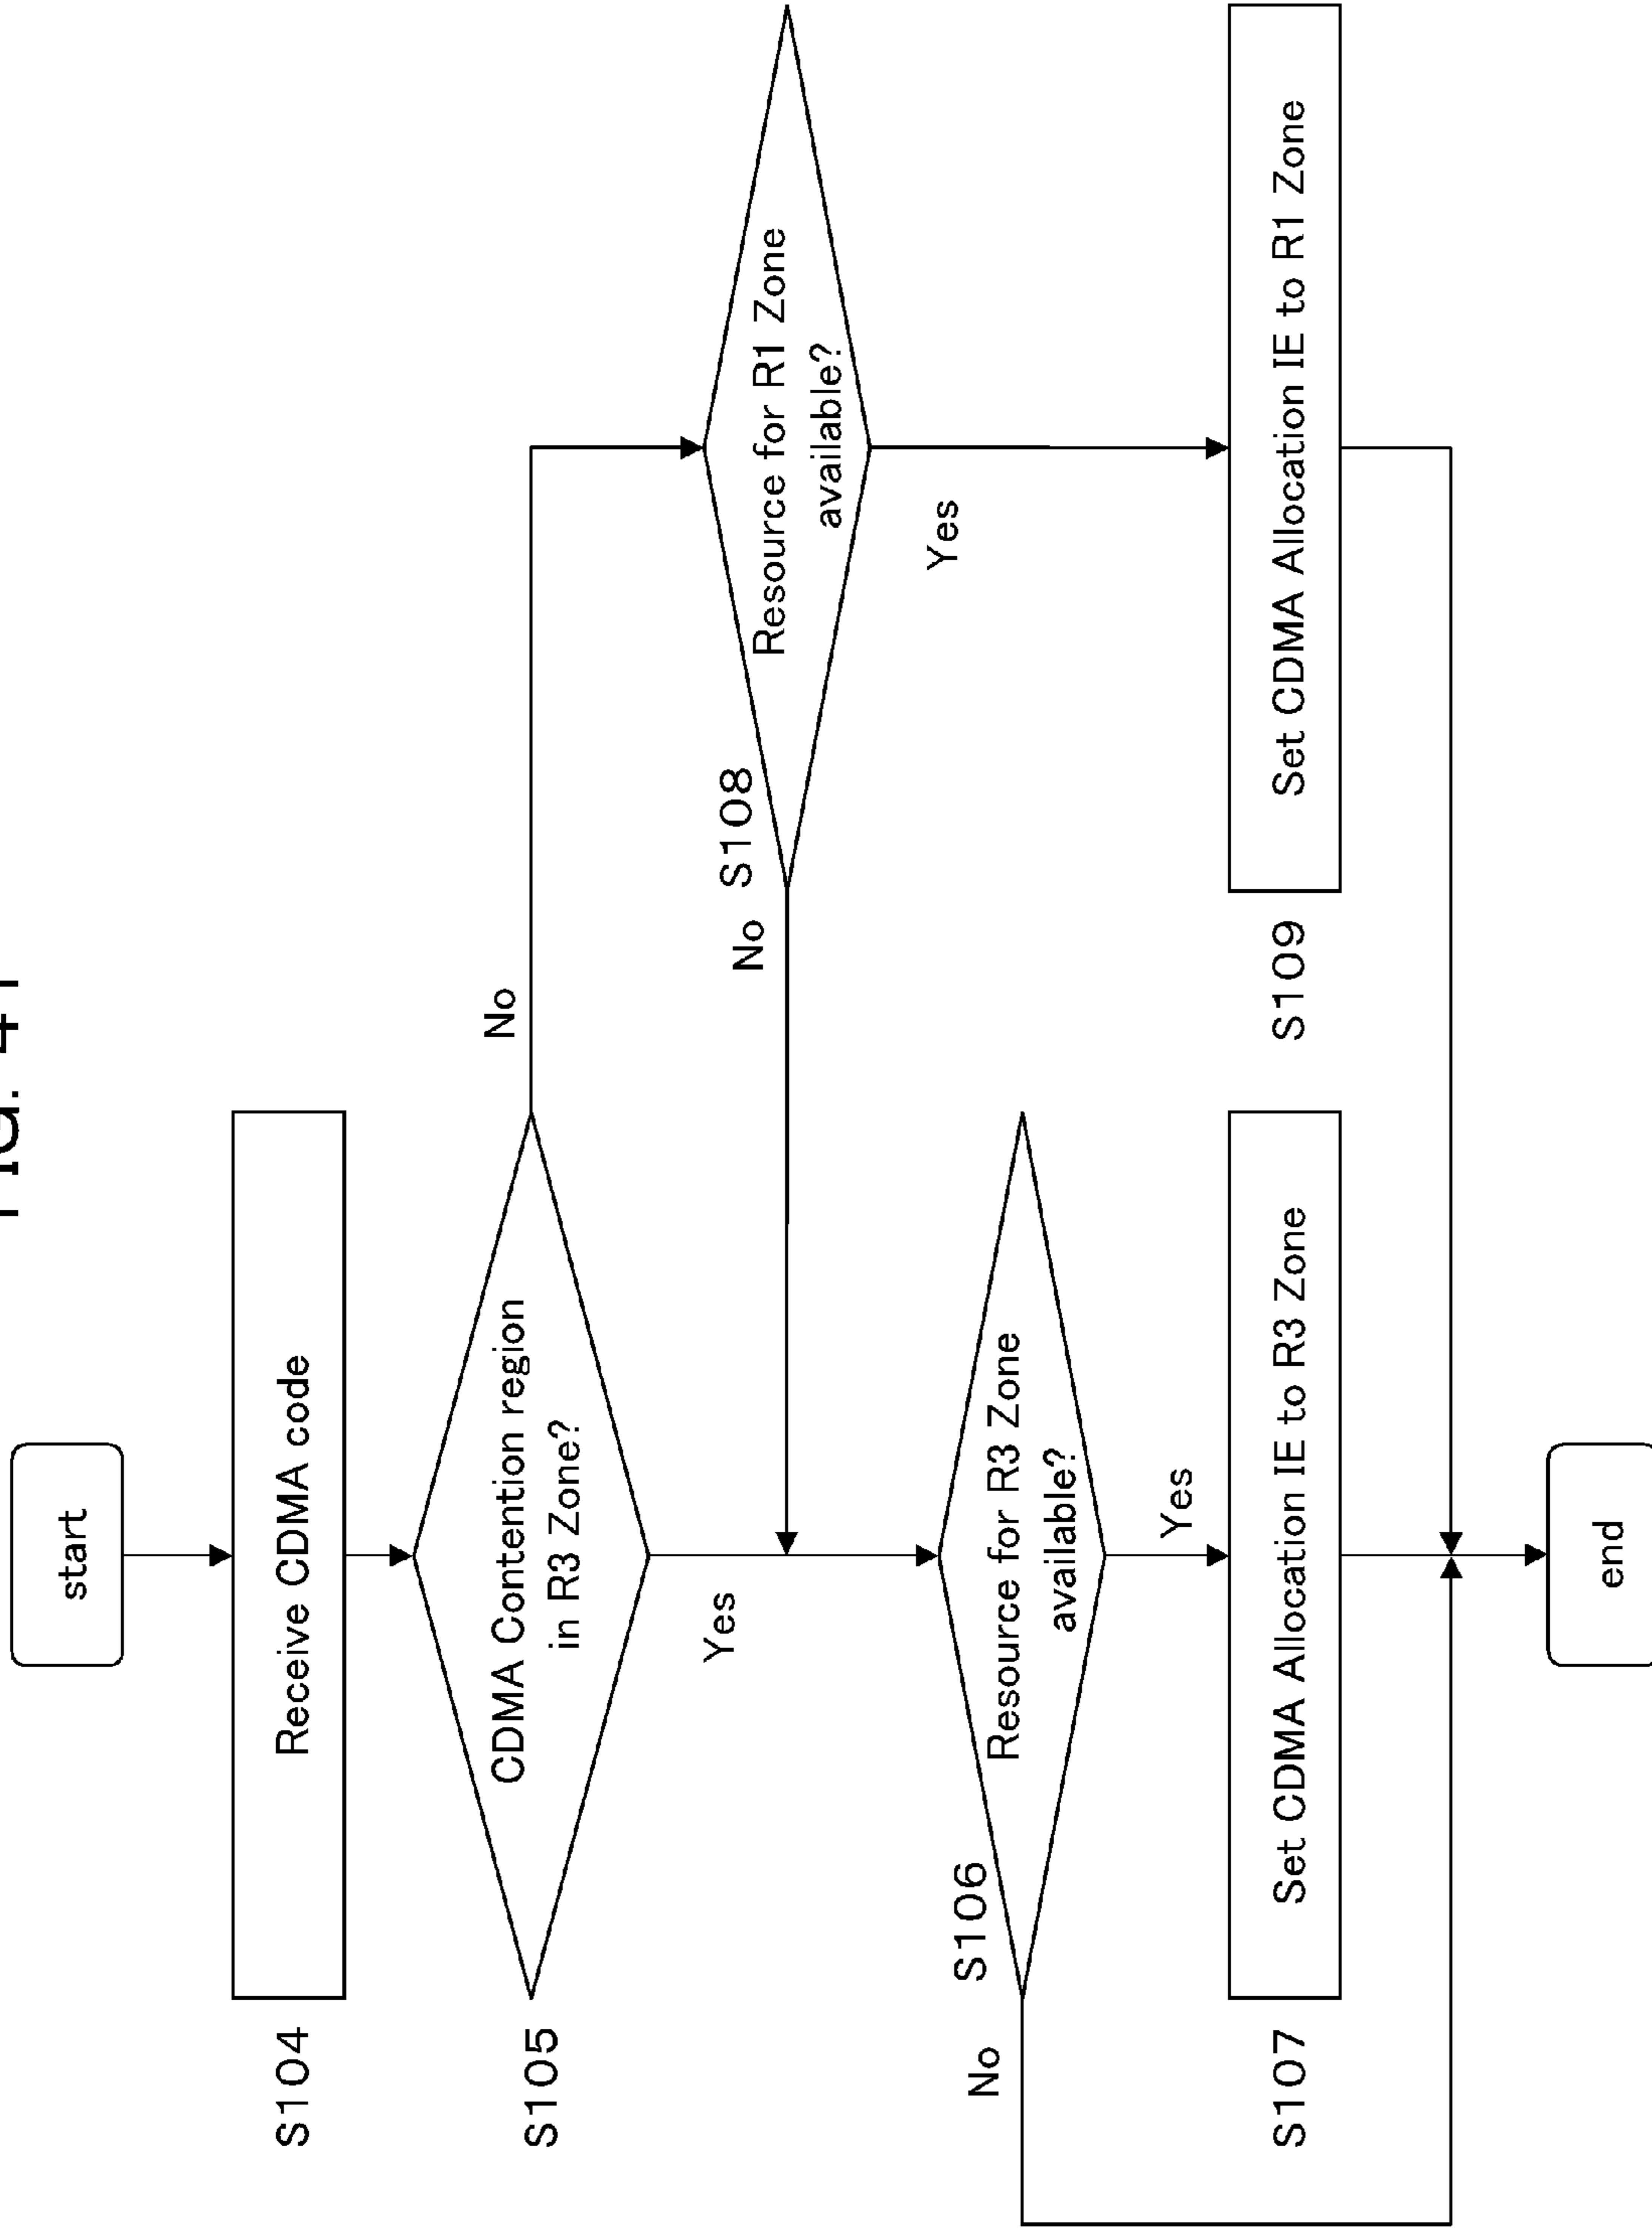 start
S104
Receive CDMA code
S105
CDMA Contention region
in R3 Zone?
No
Yes
S108
Resource for R1 Zone
available?
No
Yes
S106
Resource for R3 Zone
available?
No
Yes
S107
Set CDMA Allocation IE to R3 Zone
S109
Set CDMA Allocation IE to R1 Zone
end